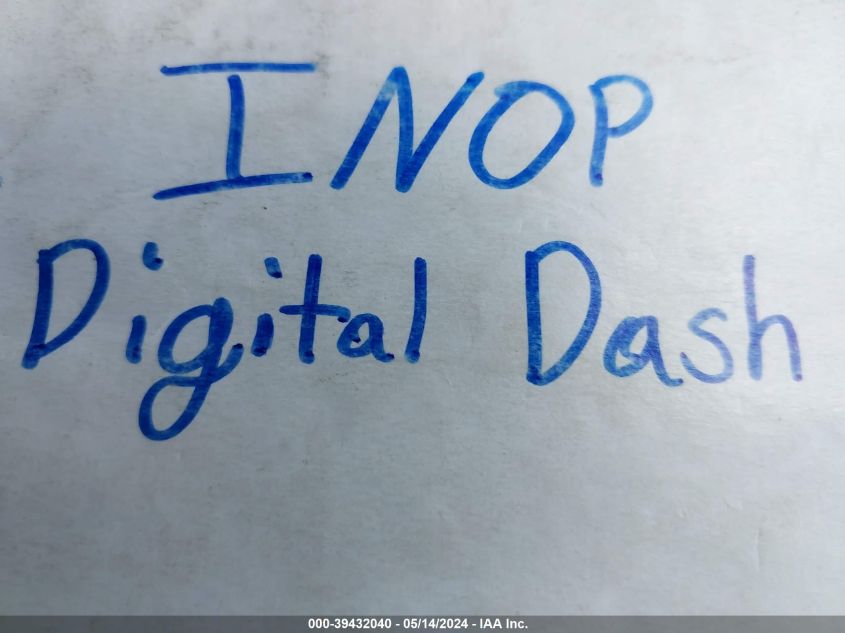 INOP
Digital Dash
000-39432040 - 05/14/2024 - IAA Inc.